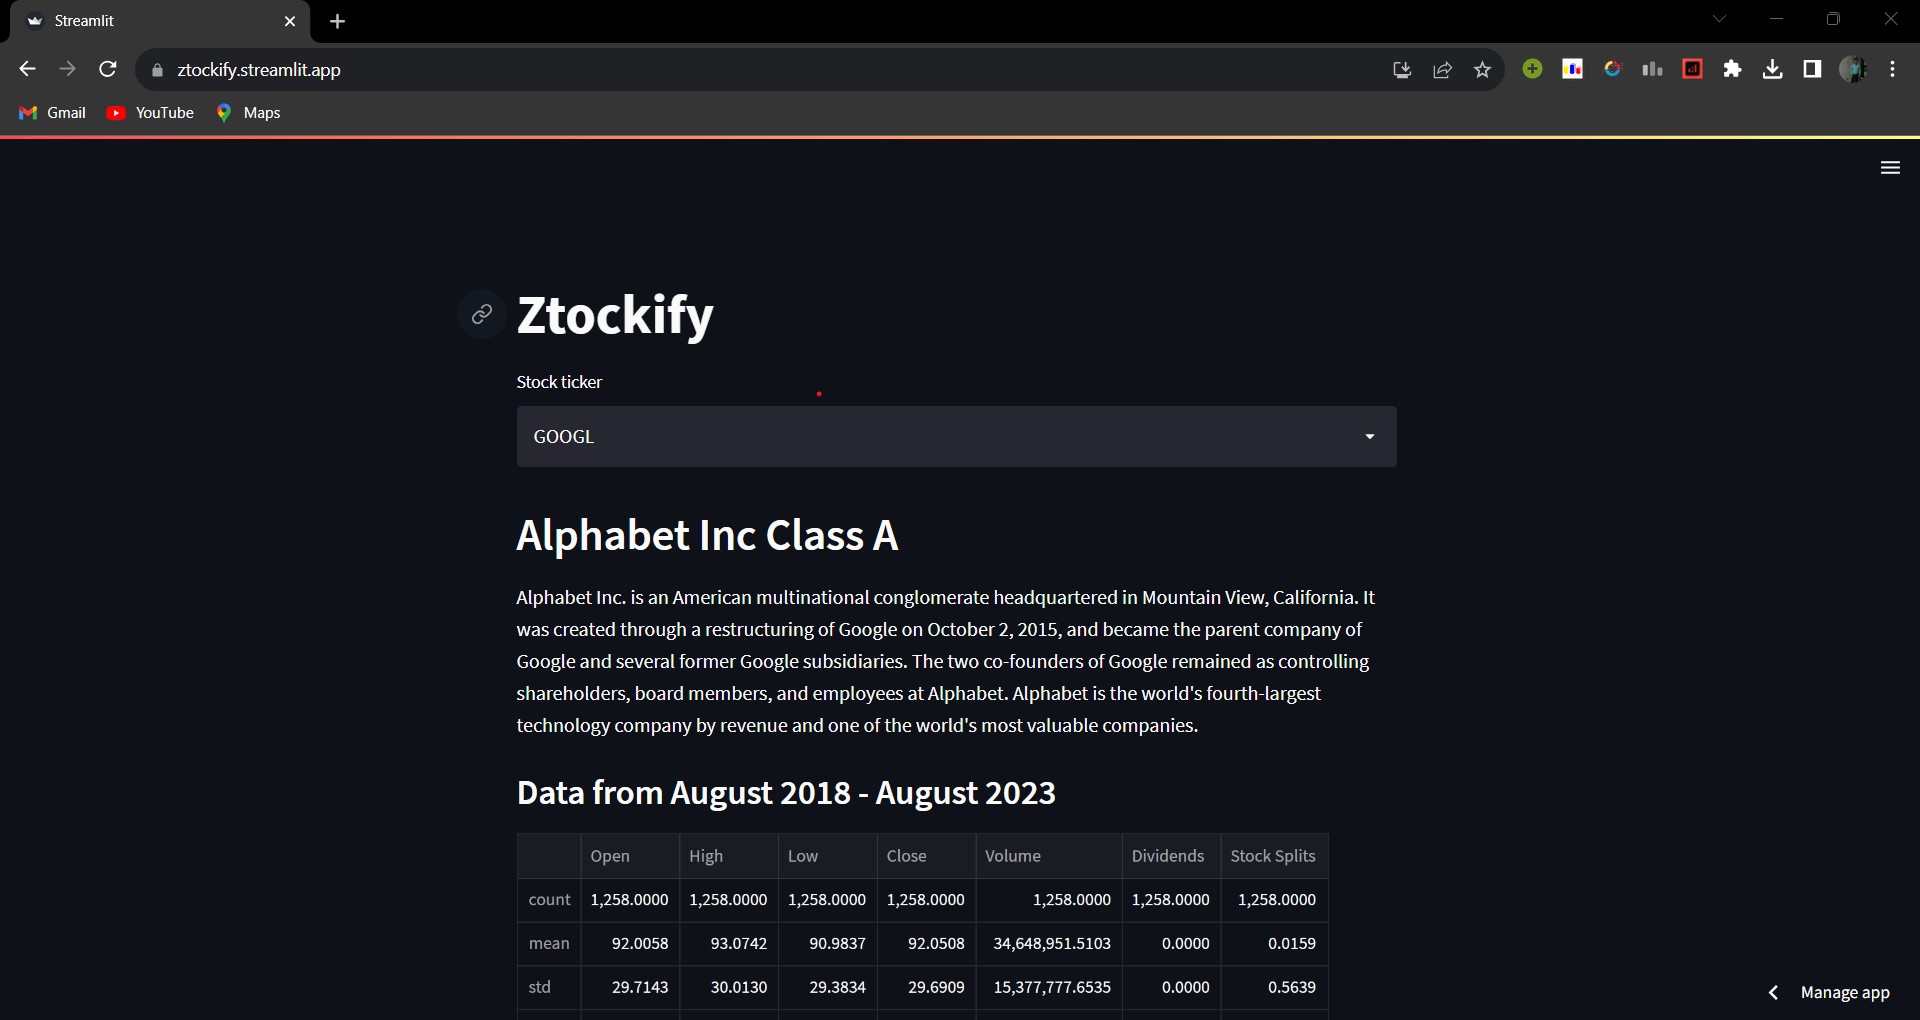 Streamlit
ztockify.streamlit.app
Gmail YouTube Maps
Ztockify
Stock ticker
GOOGL
Alphabet Inc Class A
Alphabet Inc. is an American multinational conglomerate headquartered in Mountain View, California. It
was created through a restructuring of Google on October 2, 2015, and became the parent company of
Google and several former Google subsidiaries. The two co-founders of Google remained as controlling
shareholders, board members, and employees at Alphabet. Alphabet is the world's fourth-largest
technology company by revenue and one of the world's most valuable companies.
Data from August 2018 - August 2023
Open High Low Close Volume Dividends Stock Splits
count 1,258.0000 1,258.0000 1,258.0000 1,258.0000 1,258.0000 1,258.0000 1,258.0000
mean 92.0058 93.0742 90.9837 92.0508 34,648,951.5103 0.0000 0.0159
std 29.7143 30.0130 29.3834 29.6909 15,377,777.6535 0.0000 0.5639
Manage app